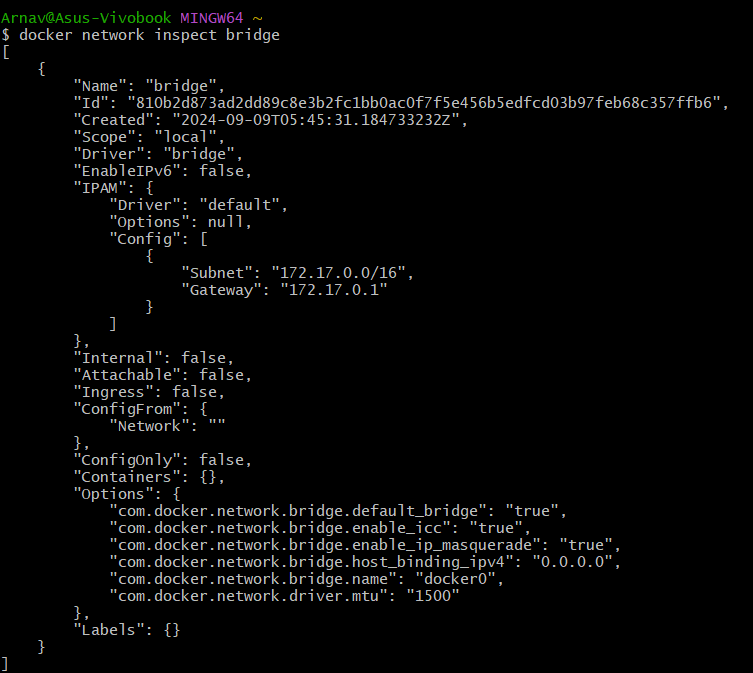 Arnav@Asus-Vivobook MINGW64 ~
$ docker network inspect bridge
[
    {
        "Name": "bridge",
        "Id": "810b2d873ad2dd89c8e3b2fc1bb0ac0f7f5e456b5edfcd03b97feb68c357ffb6",
        "Created": "2024-09-09T05:45:31.184733232Z",
        "Scope": "local",
        "Driver": "bridge",
        "EnableIPv6": false,
        "IPAM": {
            "Driver": "default",
            "Options": null,
            "Config": [
                {
                    "Subnet": "172.17.0.0/16",
                    "Gateway": "172.17.0.1"
                }
            ]
        },
        "Internal": false,
        "Attachable": false,
        "Ingress": false,
        "ConfigFrom": {
            "Network": ""
        },
        "ConfigOnly": false,
        "Containers": {},
        "Options": {
            "com.docker.network.bridge.default_bridge": "true",
            "com.docker.network.bridge.enable_icc": "true",
            "com.docker.network.bridge.enable_ip_masquerade": "true",
            "com.docker.network.bridge.host_binding_ipv4": "0.0.0.0",
            "com.docker.network.bridge.name": "docker0",
            "com.docker.network.driver.mtu": "1500"
        },
        "Labels": {}
    }
]